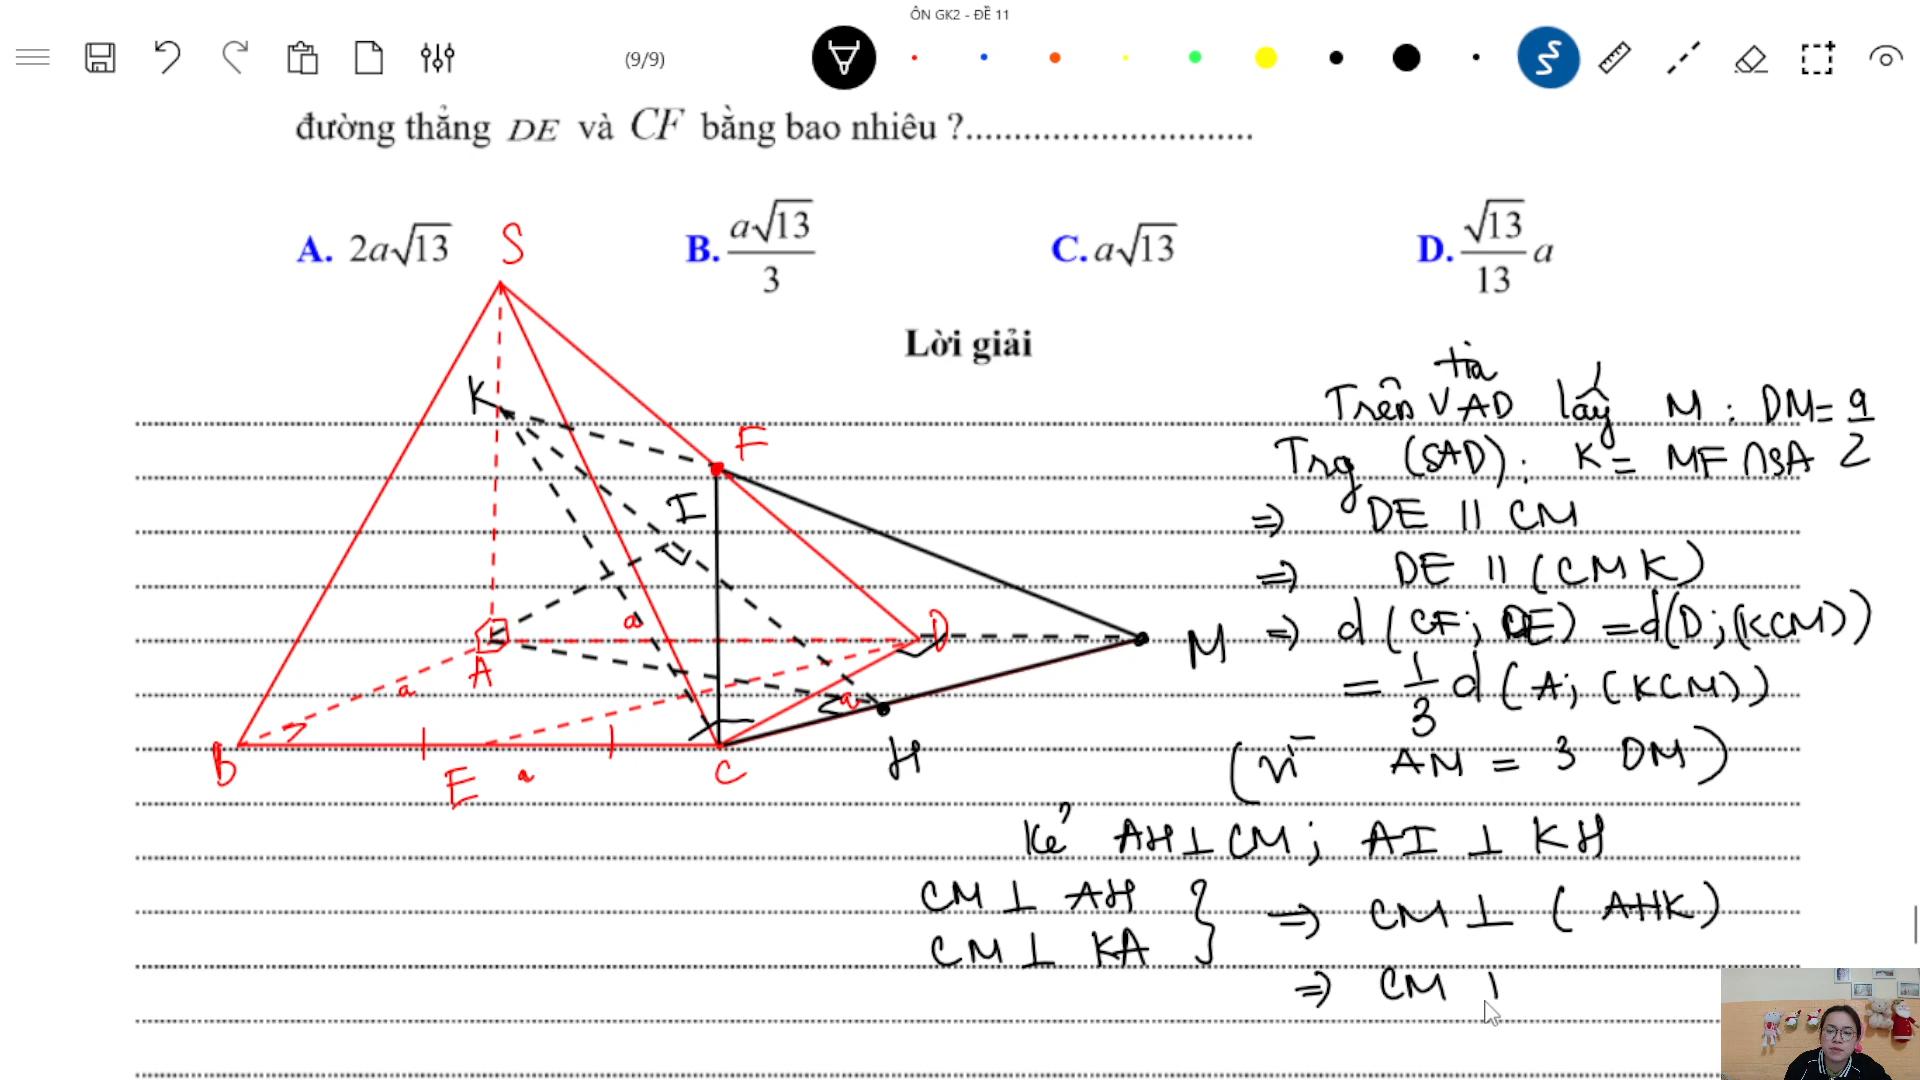 ÔN GK2 - ĐỀ 11
(9/9)
đường thẳng DE và CF bằng bao nhiêu ?............................
A. 2a√13 B. a√13/3 C. a√13 D. √13/13 a
Lời giải
S
K
F
I
a
D
A
a
a
M
B
E
a
C
H
Trên tia AD lấy M : DM = a/2
Trg (SAD) : K = MF ∩ SA
⇒ DE // CM
⇒ DE // (CMK)
⇒ d(CF; DE) = d(D; (KCM))
= 1/3 d(A; (KCM))
(vì AM = 3 DM)
Kẻ AH ⊥ CM ; AI ⊥ KH
CM ⊥ AH
CM ⊥ KA } ⇒ CM ⊥ (AHK)
⇒ CM